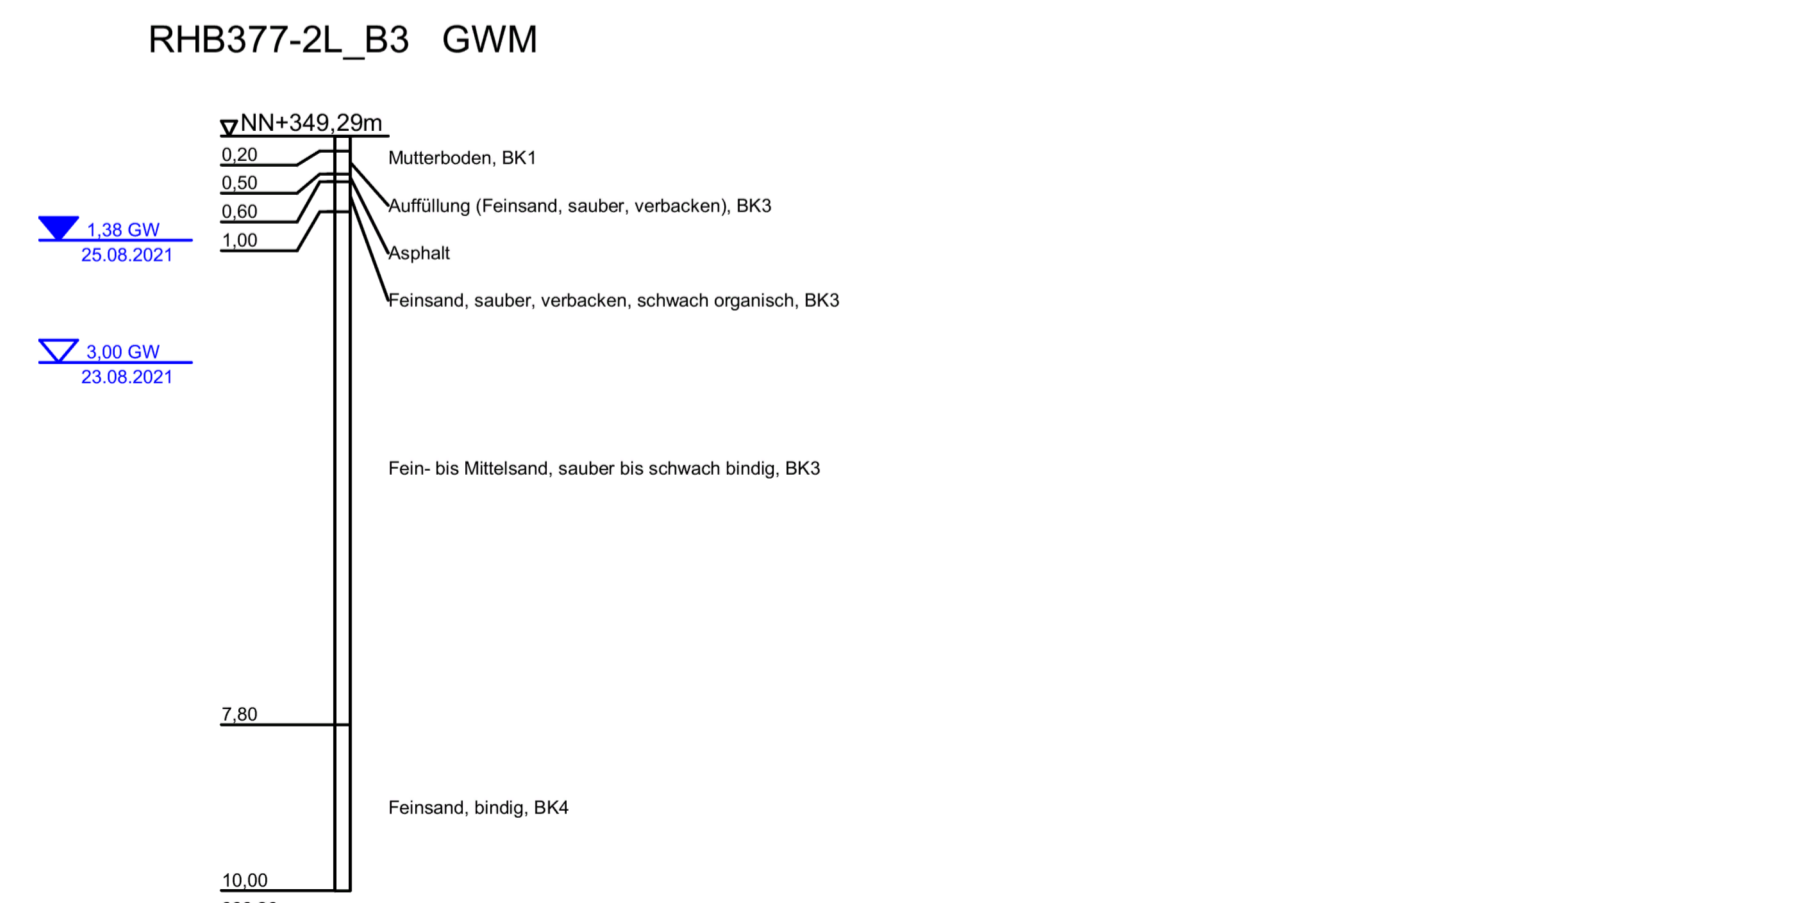 RHB377-2L_B3 GWM
NN+349,29m
0,20
Mutterboden, BK1
0,50
Auffüllung (Feinsand, sauber, verbacken), BK3
0,60
1,38 GW
25.08.2021
1,00
Asphalt
Feinsand, sauber, verbacken, schwach organisch, BK3
3,00 GW
23.08.2021
Fein- bis Mittelsand, sauber bis schwach bindig, BK3
7,80
Feinsand, bindig, BK4
10,00